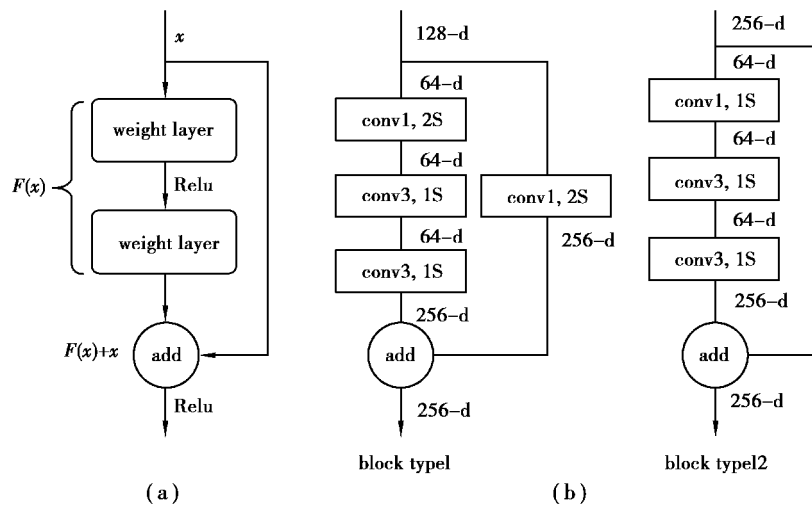 x
weight layer
Relu
F(x)
weight layer
F(x)+x
add
Relu
(a)
128-d
64-d
conv1, 2S
64-d
conv3, 1S
conv1, 2S
64-d
256-d
conv3, 1S
256-d
add
256-d
block typel
256-d
64-d
conv1, 1S
64-d
conv3, 1S
64-d
conv3, 1S
256-d
add
256-d
block typel2
(b)